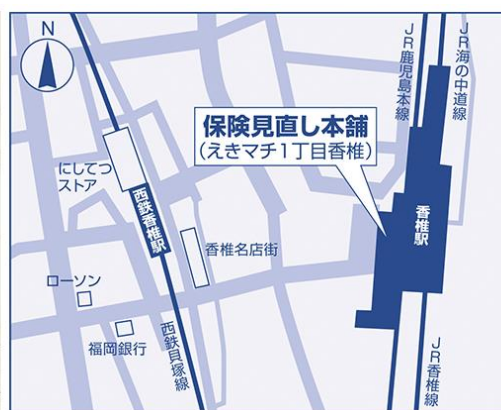 N
JR鹿児島本線
JR海の中道線
保険見直し本舗
(えきマチ1丁目香椎)
にしてつ
ストア
西鉄香椎駅
香椎駅
香椎名店街
ローソン
福岡銀行
西鉄貝塚線
JR香椎線